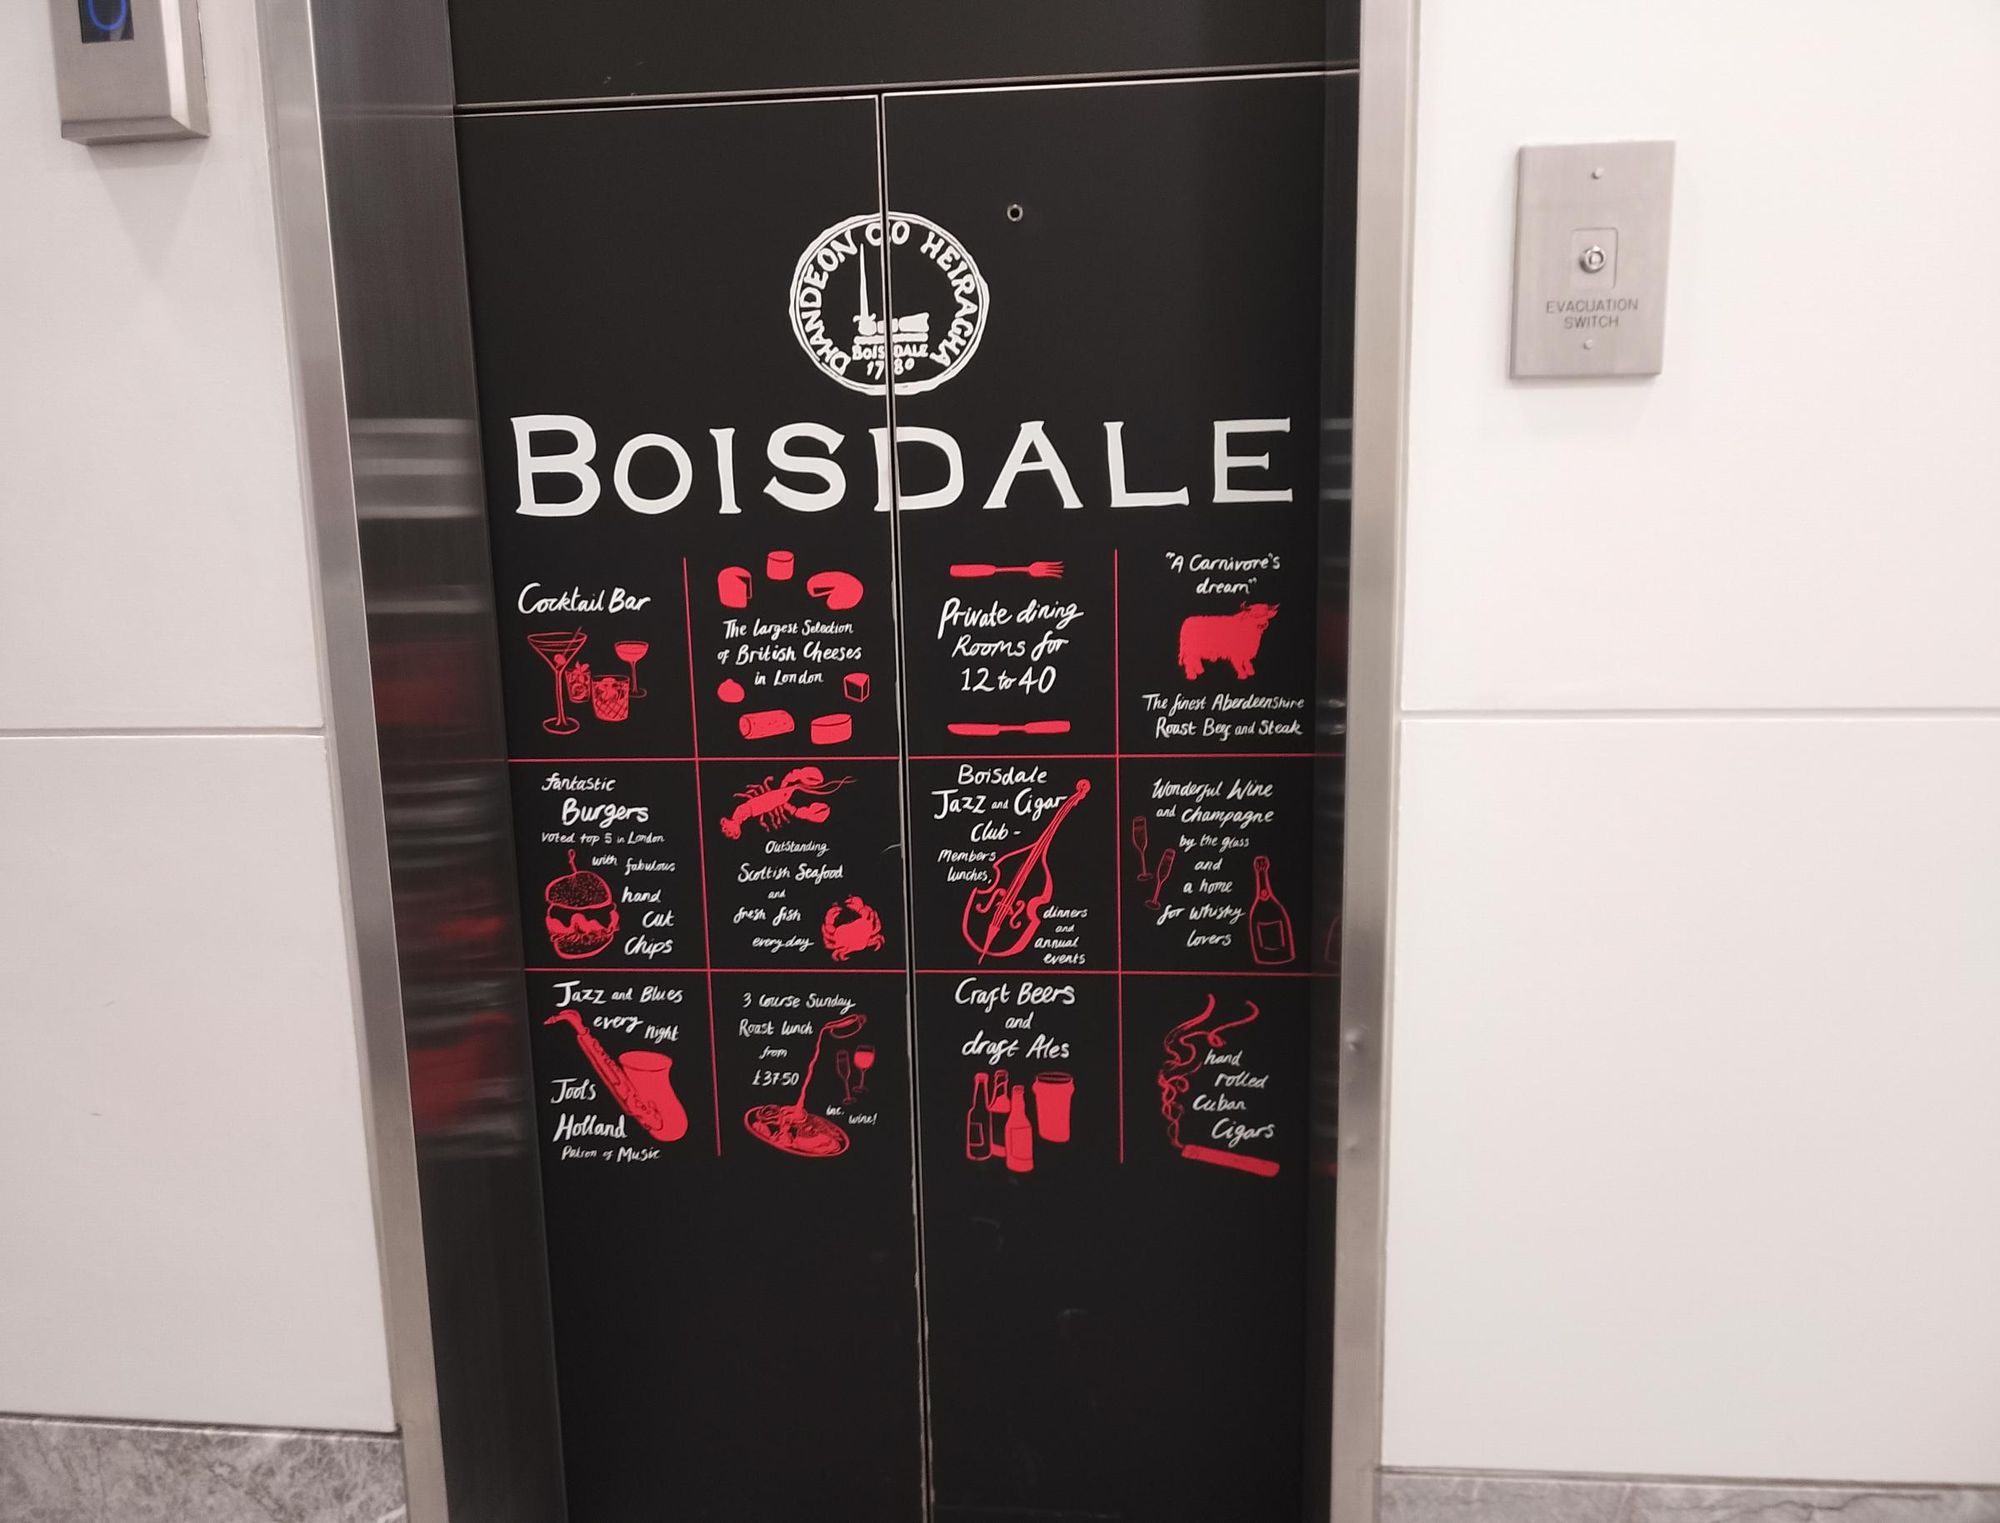 DHANDEON CO HEIRAGHA
BOISDALE
1780
BOISDALE
Cocktail Bar
The largest Selection
of British Cheeses
in London
Private dining
Rooms for
12 to 40
"A Carnivore's
dream"
The finest Aberdeenshire
Roast Beef and Steak
fantastic
Burgers
voted top 5 in London
with fabulous
hand
cut
chips
Outstanding
Scottish Seafood
and
fresh fish
everyday
Boisdale
Jazz and Cigar
Club -
Members
lunches,
dinners
and
annual
events
Wonderful Wine
and champagne
by the glass
and
a home
for whisky
lovers
Jazz and Blues
every night
Jools
Holland
Patron of Music
3 Course Sunday
Roast lunch
from
£37.50
inc.
wine!
Craft Beers
and
draft Ales
hand
rolled
Cuban
Cigars
EVACUATION
SWITCH